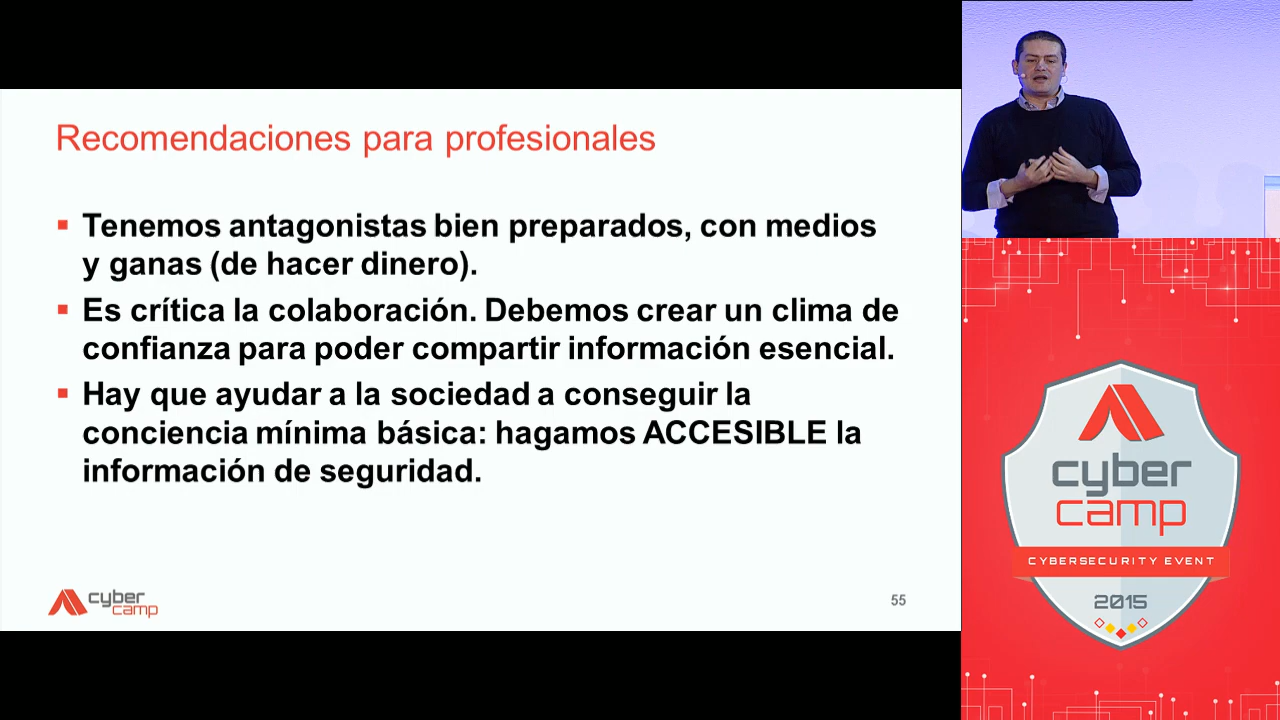 Recomendaciones para profesionales
Tenemos antagonistas bien preparados, con medios
y ganas (de hacer dinero).
Es crítica la colaboración. Debemos crear un clima de
confianza para poder compartir información esencial.
Hay que ayudar a la sociedad a conseguir la
conciencia mínima básica: hagamos ACCESIBLE la
información de seguridad.
cyber
camp
55
cyber
camp
CYBERSECURITY EVENT
2015